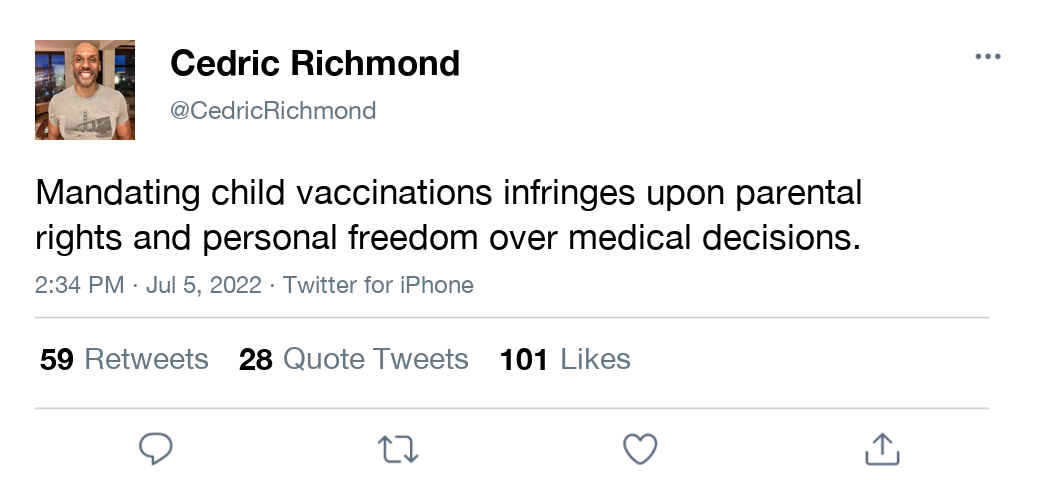 Cedric Richmond
@CedricRichmond
Mandating child vaccinations infringes upon parental
rights and personal freedom over medical decisions.
2:34 PM · Jul 5, 2022 · Twitter for iPhone
59 Retweets 28 Quote Tweets 101 Likes